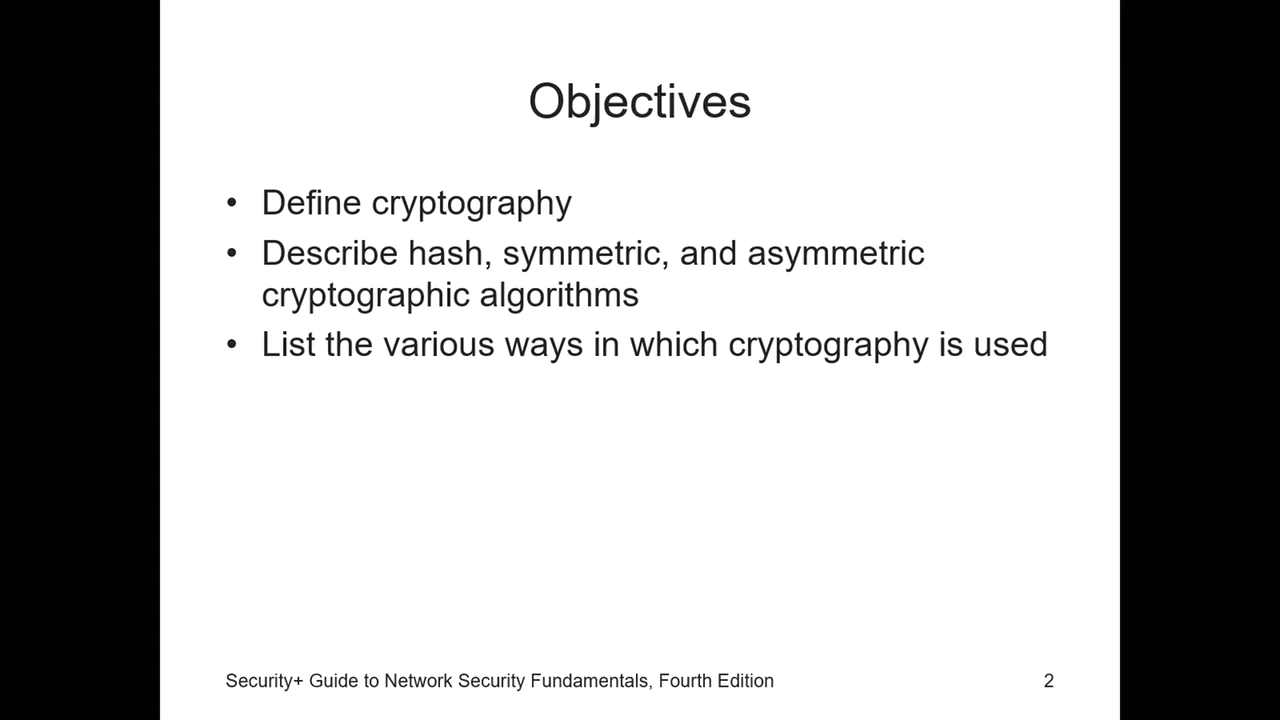 Objectives
• Define cryptography
• Describe hash, symmetric, and asymmetric
cryptographic algorithms
• List the various ways in which cryptography is used
Security+ Guide to Network Security Fundamentals, Fourth Edition
2